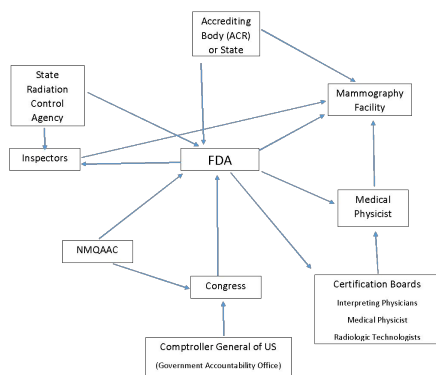 Accrediting
Body (ACR)
or State
State
Radiation
Control
Agency
Mammography
Facility
Inspectors
FDA
Medical
Physicist
NMQAAC
Congress
Certification Boards
Interpreting Physicians
Medical Physicist
Radiologic Technologists
Comptroller General of US
(Government Accountability Office)